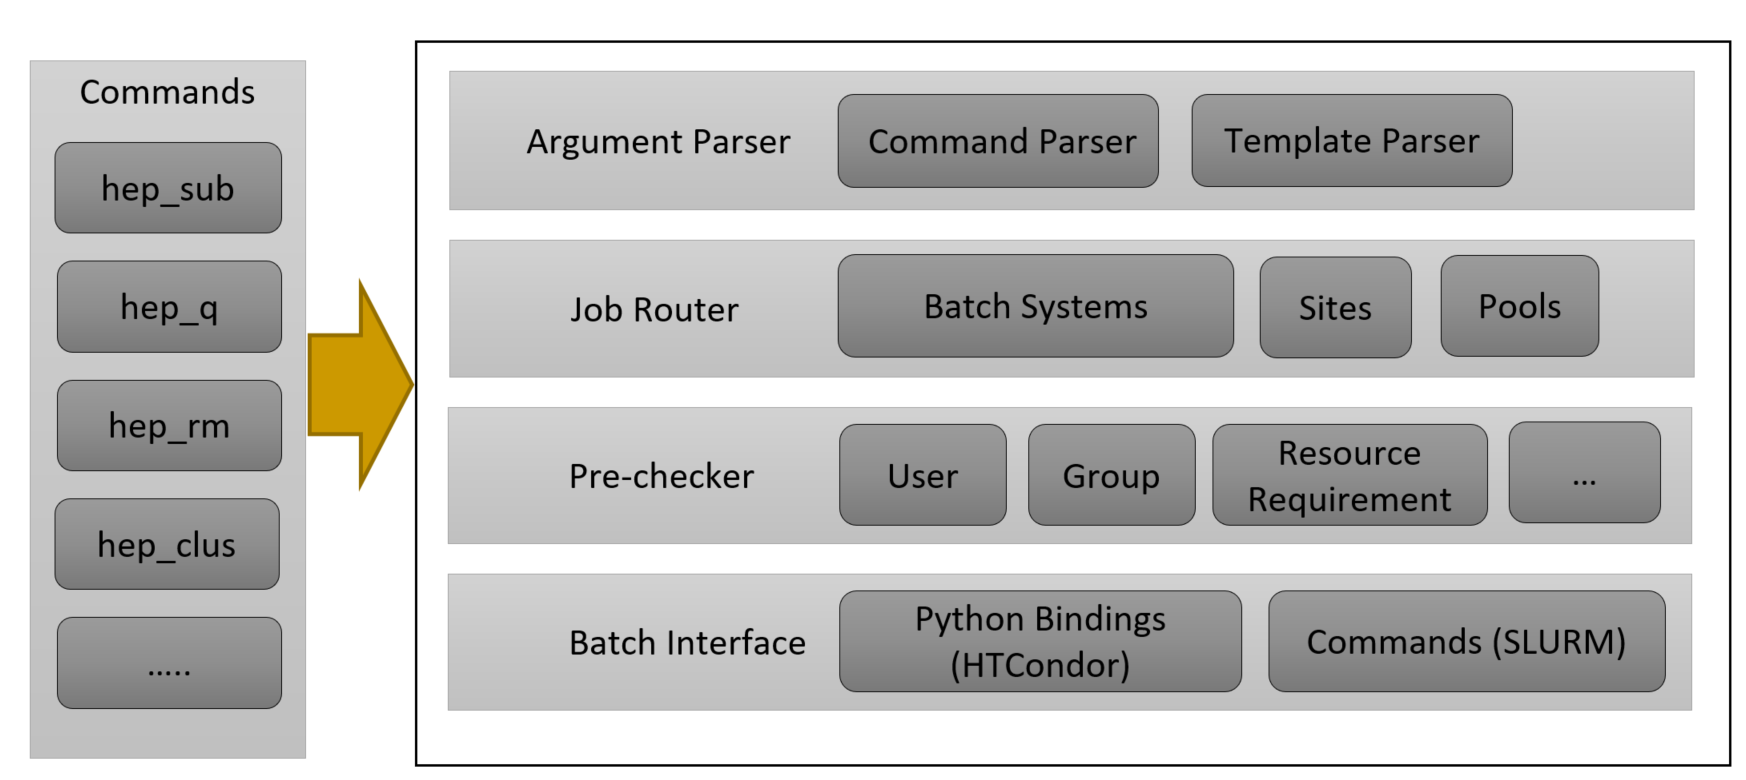 Commands
hep_sub
hep_q
hep_rm
hep_clus
.....
Argument Parser
Command Parser
Template Parser
Job Router
Batch Systems
Sites
Pools
Pre-checker
User
Group
Resource
Requirement
...
Batch Interface
Python Bindings
(HTCondor)
Commands (SLURM)